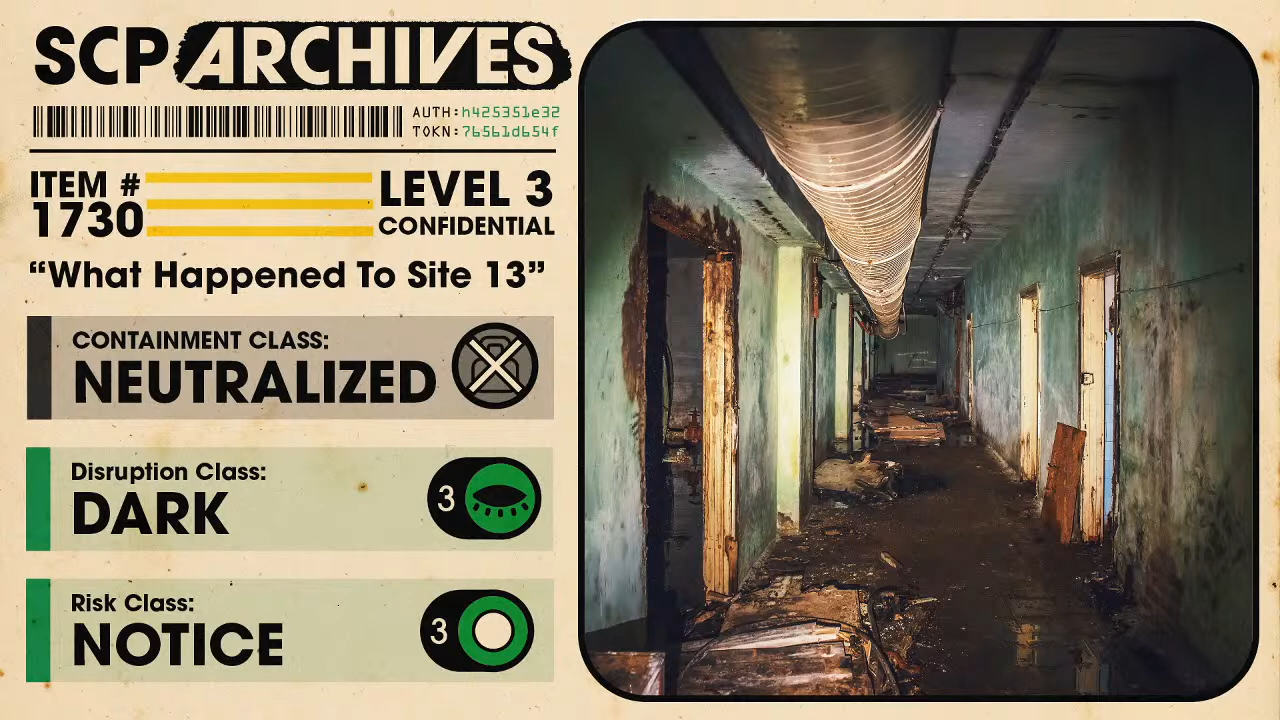 SCP ARCHIVES
AUTH:h425351e32
TOKN:76561d654f
ITEM #
1730
LEVEL 3
CONFIDENTIAL
“What Happened To Site 13”
CONTAINMENT CLASS:
NEUTRALIZED
Disruption Class:
DARK
3
Risk Class:
NOTICE
3